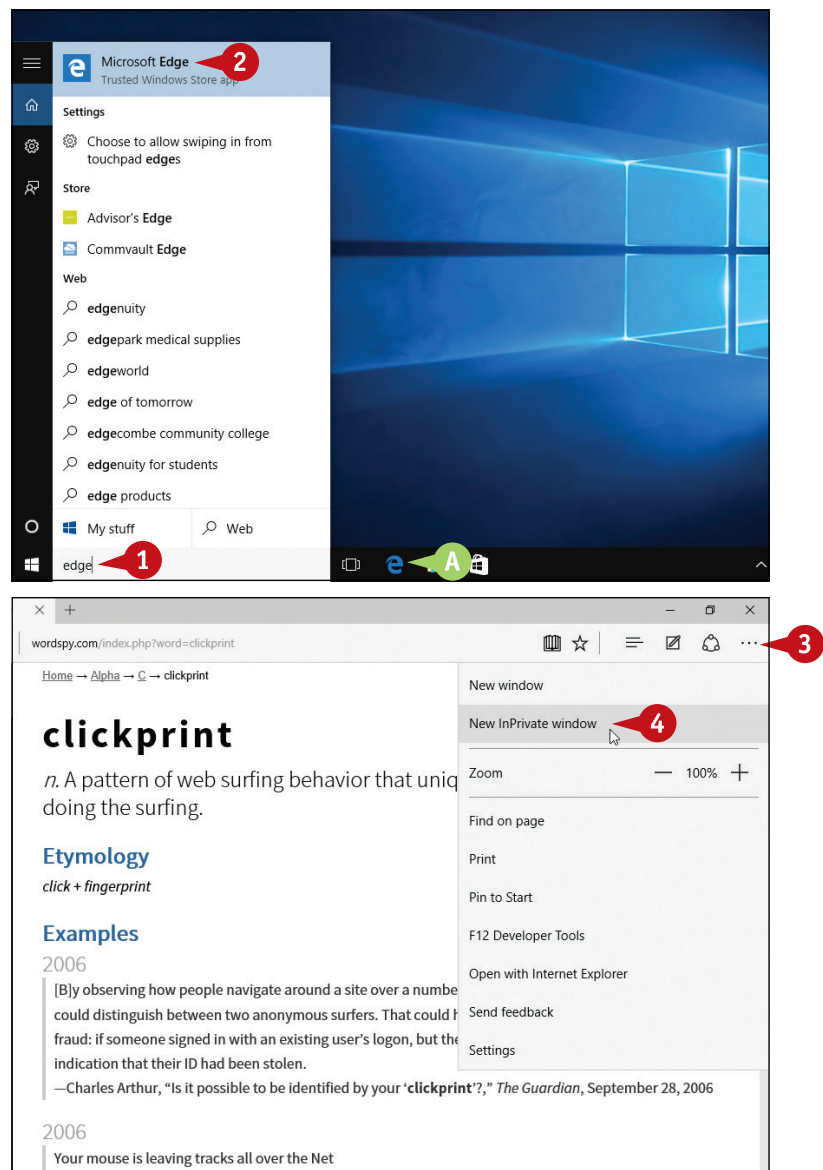 Microsoft Edge
2
Trusted Windows Store app
Settings
Choose to allow swiping in from
touchpad edges
Store
Advisor's Edge
Commvault Edge
Web
edgenuity
edgepark medical supplies
edgeworld
edge of tomorrow
edgecombe community college
edgenuity for students
edge products
My stuff
Web
edge
1
A
wordspy.com/index.php?word=clickprint
3
Home → Alpha → C → clickprint
New window
New InPrivate window
4
Zoom
100%
Find on page
Print
Pin to Start
F12 Developer Tools
Open with Internet Explorer
Send feedback
Settings
clickprint
n. A pattern of web surfing behavior that uniq
doing the surfing.
Etymology
click + fingerprint
Examples
2006
[B]y observing how people navigate around a site over a numbe
could distinguish between two anonymous surfers. That could h
fraud: if someone signed in with an existing user's logon, but the
indication that their ID had been stolen.
—Charles Arthur, “Is it possible to be identified by your ‘clickprint’?,” The Guardian, September 28, 2006
2006
Your mouse is leaving tracks all over the Net